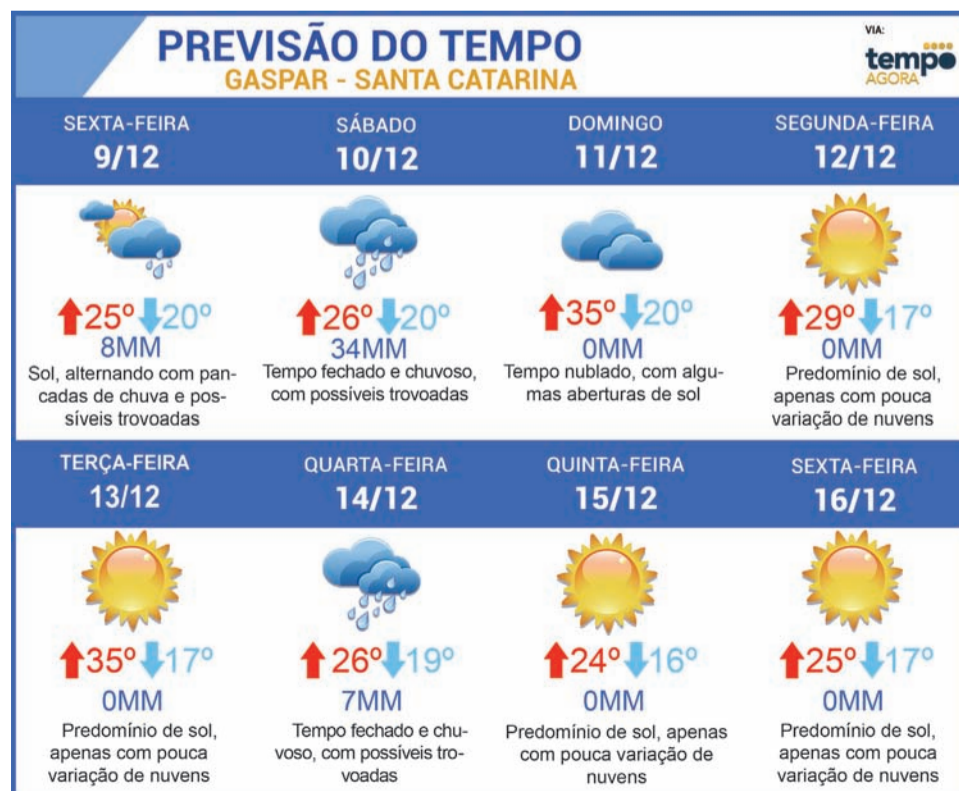 PREVISÃO DO TEMPO
GASPAR - SANTA CATARINA
VIA:
tempo
AGORA
SEXTA-FEIRA
9/12
SÁBADO
10/12
DOMINGO
11/12
SEGUNDA-FEIRA
12/12
25º 20º
8MM
Sol, alternando com pan-
cadas de chuva e pos-
síveis trovoadas
26º 20º
34MM
Tempo fechado e chuvoso,
com possíveis trovoadas
35º 20º
0MM
Tempo nublado, com algu-
mas aberturas de sol
29º 17º
0MM
Predomínio de sol,
apenas com pouca
variação de nuvens
TERÇA-FEIRA
13/12
QUARTA-FEIRA
14/12
QUINTA-FEIRA
15/12
SEXTA-FEIRA
16/12
35º 17º
0MM
Predomínio de sol,
apenas com pouca
variação de nuvens
26º 19º
7MM
Tempo fechado e chu-
voso, com possíveis tro-
voadas
24º 16º
0MM
Predomínio de sol, apenas
com pouca variação de
nuvens
25º 17º
0MM
Predomínio de sol,
apenas com pouca
variação de nuvens